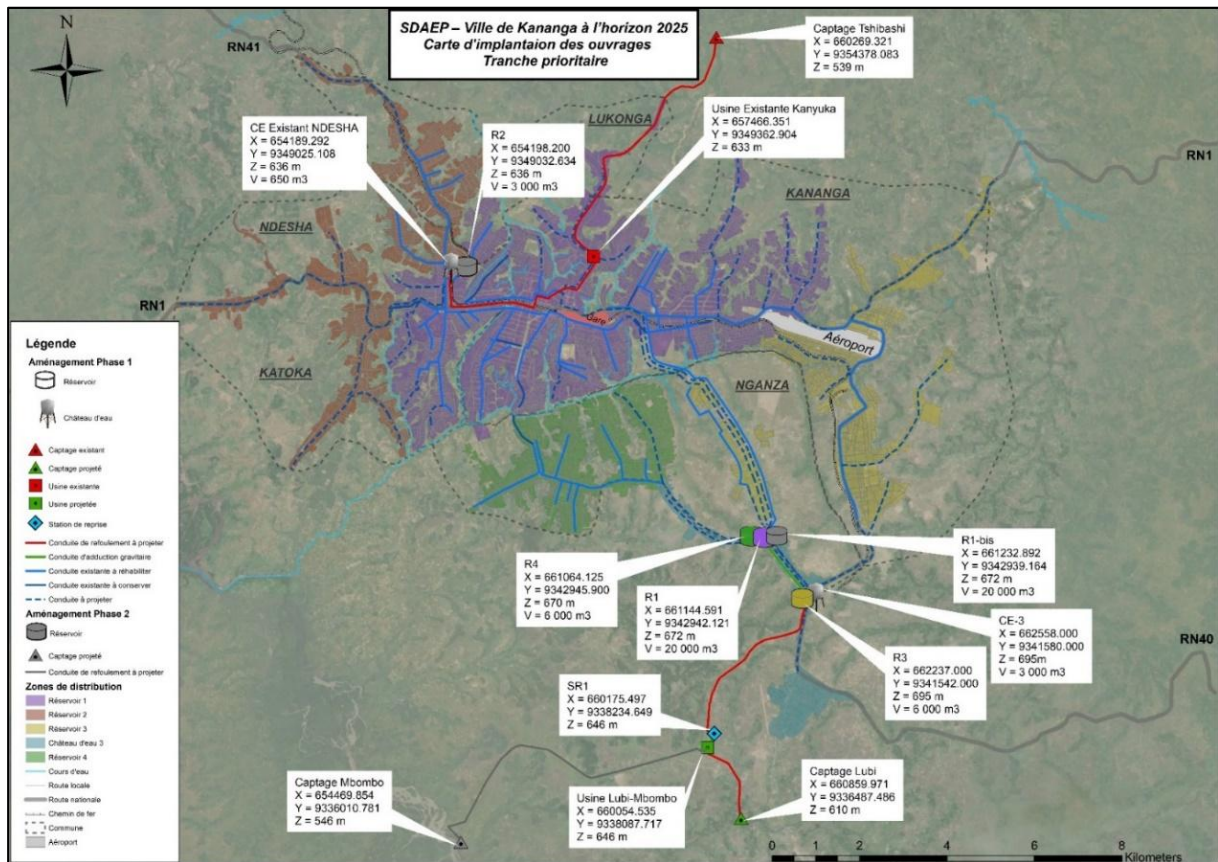 SDAEP – Ville de Kananga à l'horizon 2025
Carte d'implantaion des ouvrages
Tranche prioritaire
N
RN41
Captage Tshibashi
X = 660269.321
Y = 9354378.083
Z = 539 m
Usine Existante Kanyuka
X = 657466.351
Y = 9349362.904
Z = 633 m
CE Existant NDESHA
X = 654189.292
Y = 9349025.108
Z = 636 m
V = 650 m3
R2
X = 654198.200
Y = 9349032.634
Z = 636 m
V = 3 000 m3
LUKONGA
RN1
KANANGA
NDESHA
RN1
Gare
Aéroport
KATOKA
NGANZA
R4
X = 661064.125
Y = 9342945.900
Z = 670 m
V = 6 000 m3
R1
X = 661144.591
Y = 9342942.121
Z = 672 m
V = 20 000 m3
R1-bis
X = 661232.892
Y = 9342939.164
Z = 672 m
V = 20 000 m3
CE-3
X = 662558.000
Y = 9341580.000
Z = 695m
V = 3 000 m3
R3
X = 662237.000
Y = 9341542.000
Z = 695 m
V = 6 000 m3
RN40
SR1
X = 660175.497
Y = 9338234.649
Z = 646 m
Captage Mbombo
X = 654469.854
Y = 9336010.781
Z = 546 m
Usine Lubi-Mbombo
X = 660054.535
Y = 9338087.717
Z = 646 m
Captage Lubi
X = 660859.971
Y = 9336487.486
Z = 610 m
Légende
Aménagement Phase 1
Réservoir
Château d'eau
Captage existant
Captage projeté
Usine existante
Usine projetée
Station de reprise
Conduite de refoulement à projeter
Conduite d'adduction gravitaire
Conduite existante à réhabiliter
Conduite existante à conserver
Conduite à projeter
Aménagement Phase 2
Réservoir
Captage projeté
Conduite de refoulement à projeter
Zones de distribution
Réservoir 1
Réservoir 2
Réservoir 3
Château d'eau 3
Réservoir 4
Cours d'eau
Route locale
Route nationale
Chemin de fer
Commune
Aéroport
0 1 2 4 6 8
Kilometers